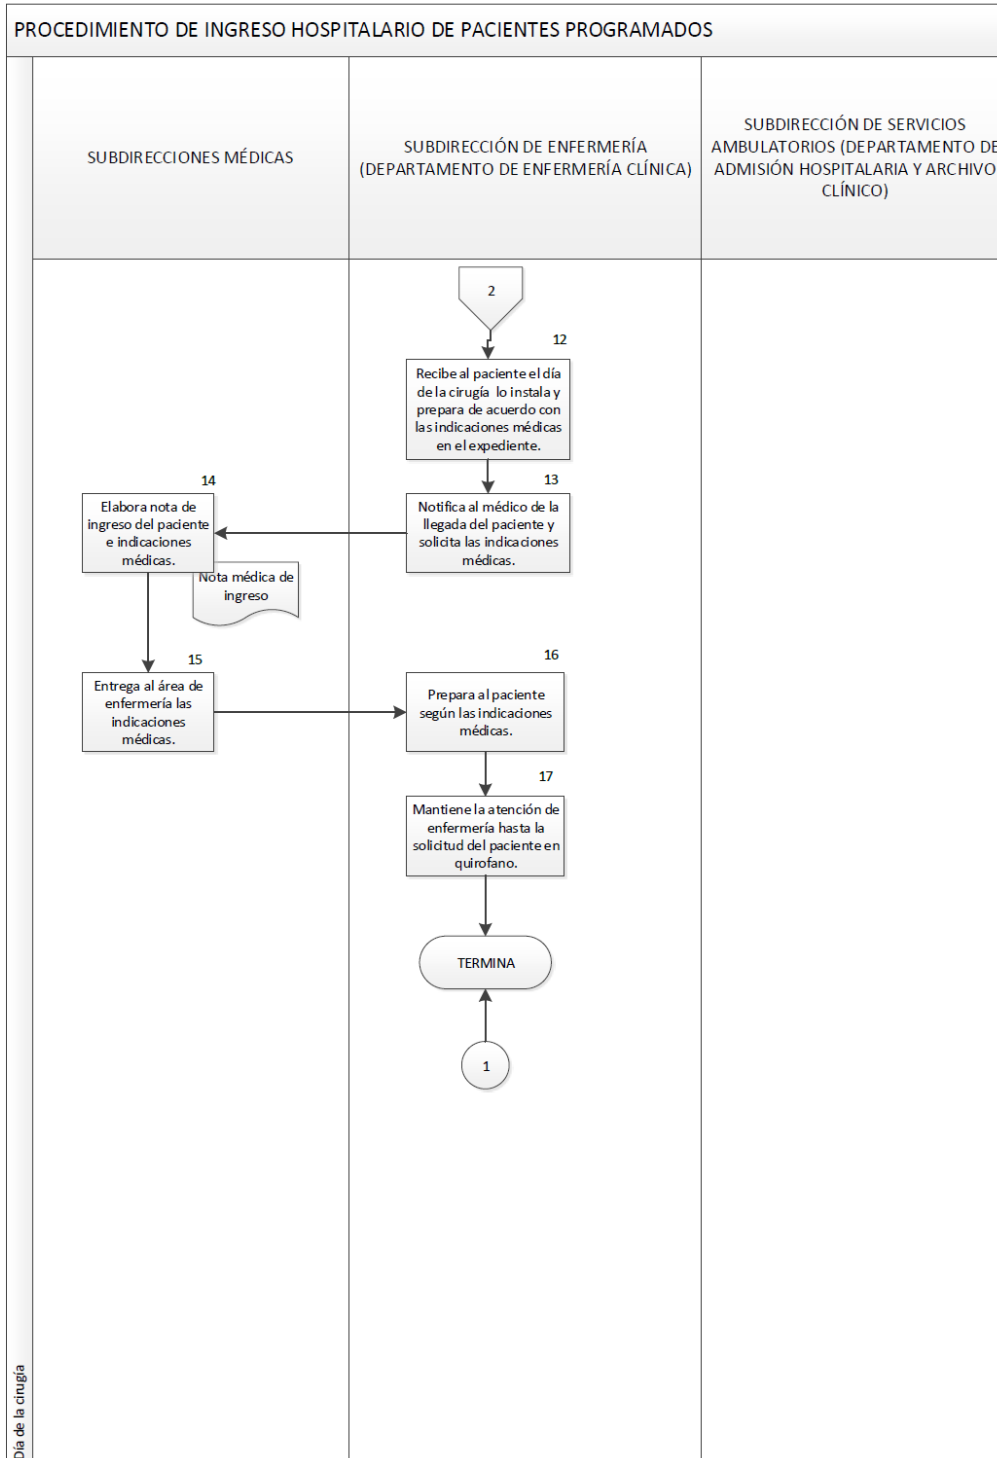 PROCEDIMIENTO DE INGRESO HOSPITALARIO DE PACIENTES PROGRAMADOS
SUBDIRECCIONES MÉDICAS
SUBDIRECCIÓN DE ENFERMERÍA
(DEPARTAMENTO DE ENFERMERÍA CLÍNICA)
SUBDIRECCIÓN DE SERVICIOS
AMBULATORIOS (DEPARTAMENTO DE
ADMISIÓN HOSPITALARIA Y ARCHIVO
CLÍNICO)
2
12
Recibe al paciente el día
de la cirugía lo instala y
prepara de acuerdo con
las indicaciones médicas
en el expediente.
13
Notifica al médico de la
llegada del paciente y
solicita las indicaciones
médicas.
14
Elabora nota de
ingreso del paciente
e indicaciones
médicas.
Nota médica de
ingreso
15
Entrega al área de
enfermería las
indicaciones
médicas.
16
Prepara al paciente
según las indicaciones
médicas.
17
Mantiene la atención de
enfermería hasta la
solicitud del paciente en
quirofano.
TERMINA
1
Día de la cirugía